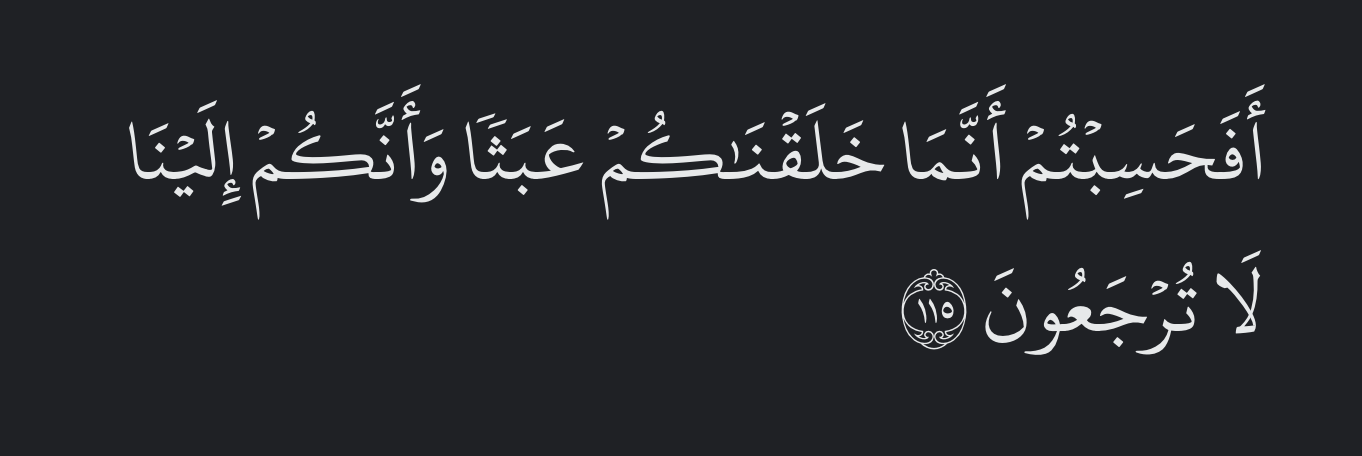 أَفَحَسِبْتُمْ أَنَّمَا خَلَقْنَـٰكُمْ عَبَثًا وَأَنَّكُمْ إِلَيْنَا
لَا تُرْجَعُونَ ١١٥